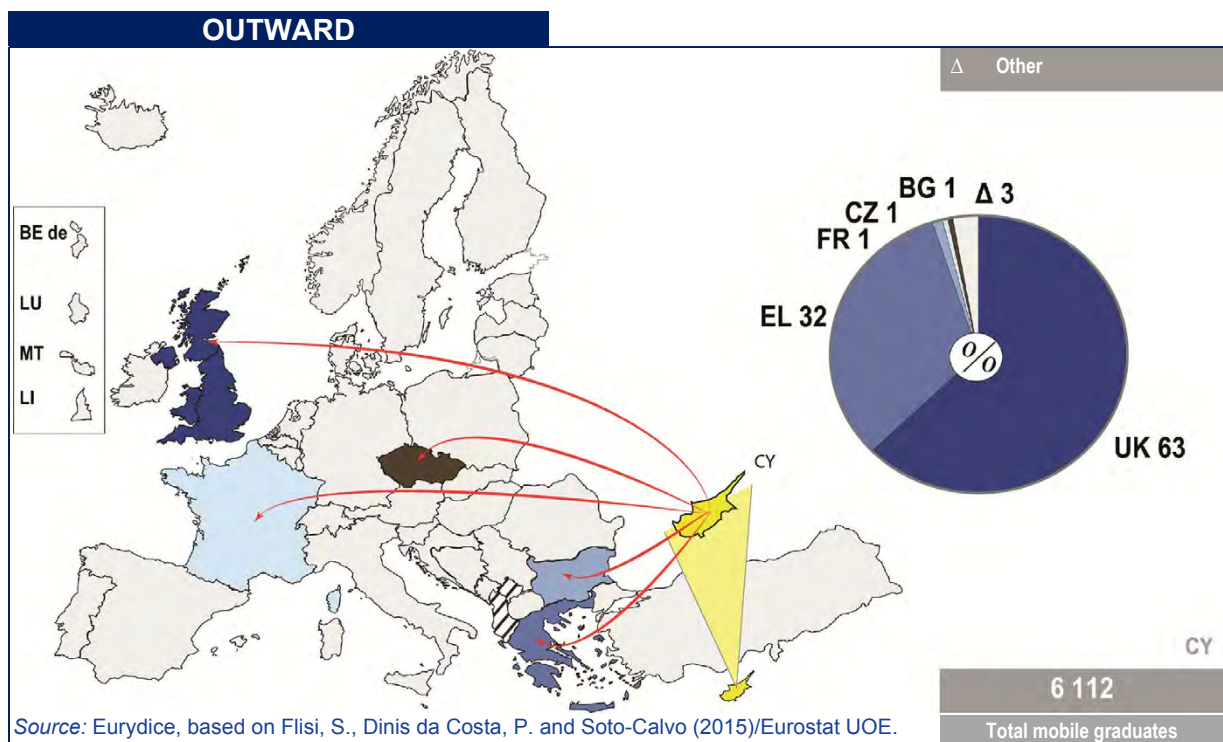 OUTWARD
Δ Other
BE de
LU
MT
LI
BG 1
Δ 3
CZ 1
FR 1
EL 32
%
UK 63
CY
CY
6 112
Total mobile graduates
Source: Eurydice, based on Flisi, S., Dinis da Costa, P. and Soto-Calvo (2015)/Eurostat UOE.